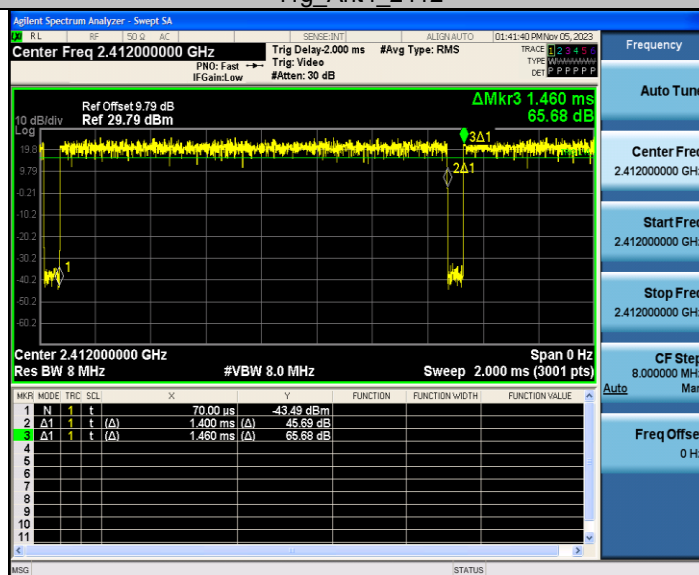 Agilent Spectrum Analyzer - Swept SA
RL RF 50 Ω AC SENSE:INT ALIGN AUTO 01:41:40 PM Nov 05, 2023
Center Freq 2.412000000 GHz
PNO: Fast
IFGain:Low
Trig Delay-2.000 ms
Trig: Video
#Atten: 30 dB
#Avg Type: RMS
TRACE 1 2 3 4 5 6
TYPE W
DET P P P P P P
Ref Offset 9.79 dB
Ref 29.79 dBm
10 dB/div
Log
ΔMkr3 1.460 ms
65.68 dB
19.8
9.79
-0.21
-10.2
-20.2
-30.2
-40.2
-50.2
-60.2
1
2Δ1
3Δ1
Center 2.412000000 GHz
Res BW 8 MHz
#VBW 8.0 MHz
Span 0 Hz
Sweep 2.000 ms (3001 pts)
MKR MODE TRC SCL X Y FUNCTION FUNCTION WIDTH FUNCTION VALUE
1 N 1 t 70.00 µs -43.49 dBm
2 Δ1 1 t (Δ) 1.400 ms (Δ) 45.69 dB
3 Δ1 1 t (Δ) 1.460 ms (Δ) 65.68 dB
4
5
6
7
8
9
10
11
MSG
STATUS
Frequency
Auto Tune
Center Freq
2.412000000 GHz
Start Freq
2.412000000 GHz
Stop Freq
2.412000000 GHz
CF Step
8.000000 MHz
Auto Man
Freq Offset
0 Hz